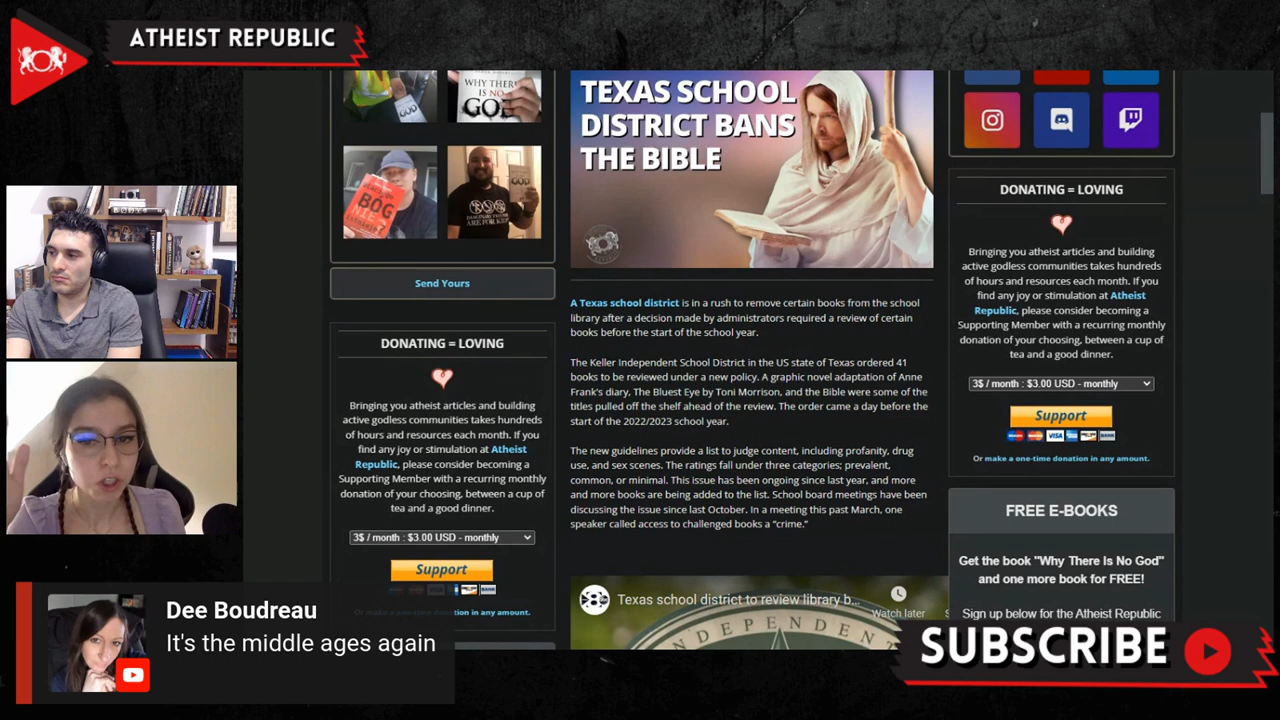 ATHEIST REPUBLIC
WHY THERE
IS NO
GOD
BOG
GOD
Send Yours
DONATING = LOVING
Bringing you atheist articles and building
active godless communities takes hundreds
of hours and resources each month. If you
find any joy or stimulation at Atheist
Republic, please consider becoming a
Supporting Member with a recurring monthly
donation of your choosing, between a cup of
tea and a good dinner.
3$ / month : $3.00 USD - monthly
Support
tion in any amount.
TEXAS SCHOOL
DISTRICT BANS
THE BIBLE
A Texas school district is in a rush to remove certain books from the school
library after a decision made by administrators required a review of certain
books before the start of the school year.
The Keller Independent School District in the US state of Texas ordered 41
books to be reviewed under a new policy. A graphic novel adaptation of Anne
Frank's diary, The Bluest Eye by Toni Morrison, and the Bible were some of the
titles pulled off the shelf ahead of the review. The order came a day before the
start of the 2022/2023 school year.
The new guidelines provide a list to judge content, including profanity, drug
use, and sex scenes. The ratings fall under three categories; prevalent,
common, or minimal. This issue has been ongoing since last year, and more
and more books are being added to the list. School board meetings have been
discussing the issue since last October. In a meeting this past March, one
speaker called access to challenged books a “crime.”
Texas school district to review library b...
Watch later
INDEPENDENT
DONATING = LOVING
Bringing you atheist articles and building
active godless communities takes hundreds
of hours and resources each month. If you
find any joy or stimulation at Atheist
Republic, please consider becoming a
Supporting Member with a recurring monthly
donation of your choosing, between a cup of
tea and a good dinner.
3$ / month : $3.00 USD - monthly
Support
VISA
BANK
Or make a one-time donation in any amount.
FREE E-BOOKS
Get the book "Why There Is No God"
and one more book for FREE!
Sign up below for the Atheist Republic
Dee Boudreau
It's the middle ages again
SUBSCRIBE